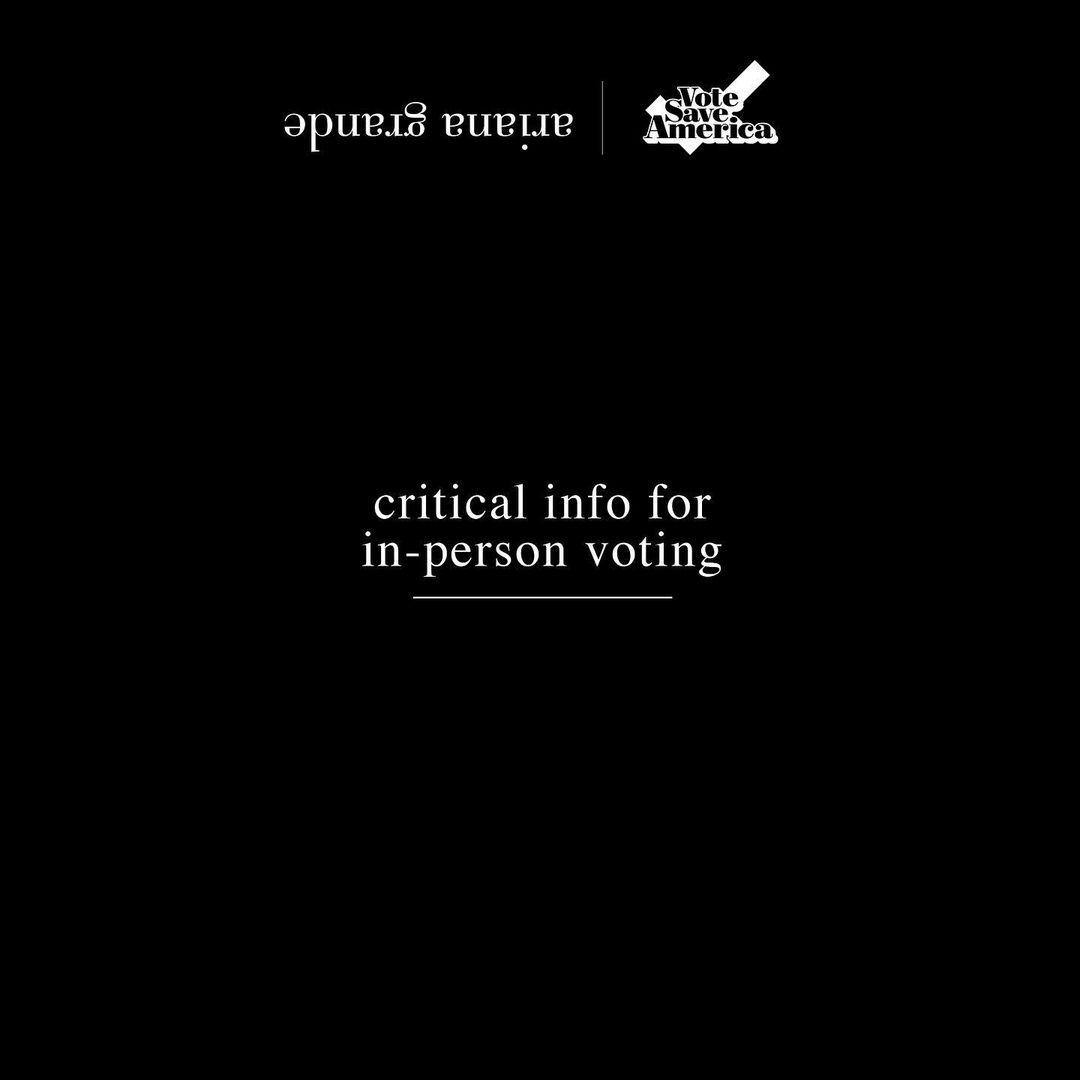 ariana grande
Vote
Save
America
critical info for
in-person voting